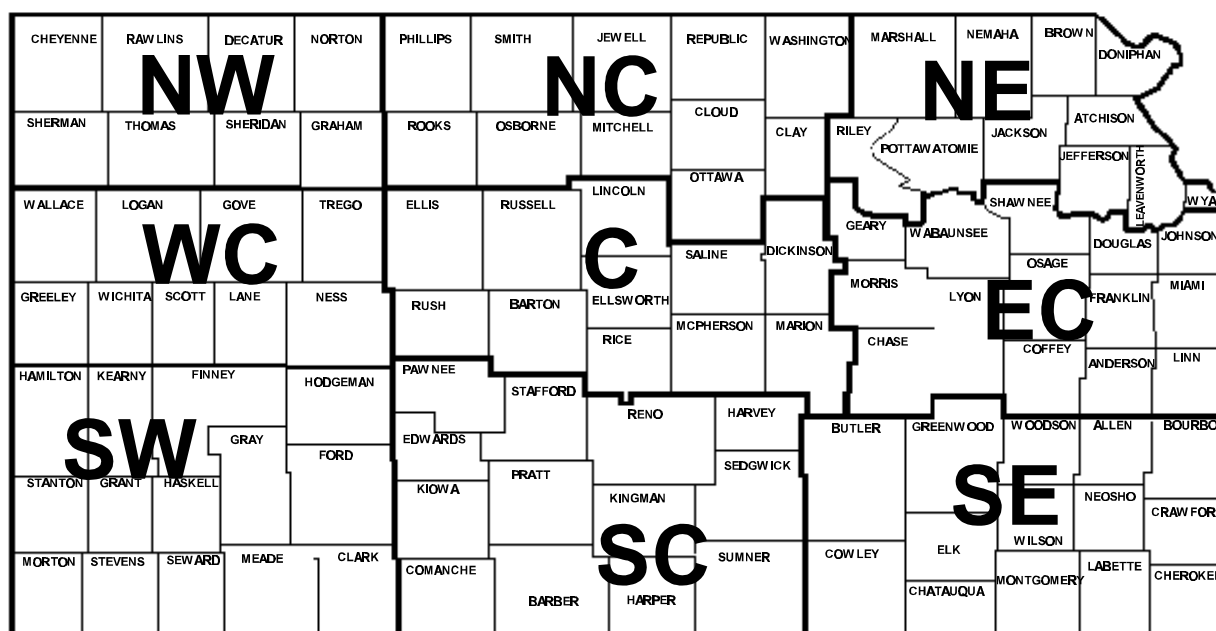 CHEYENNE RAWLINS DECATUR NORTON PHILLIPS SMITH JEWELL REPUBLIC WASHINGTON MARSHALL NEMAHA BROWN
DONIPHAN
NW NC NE
SHERMAN THOMAS SHERIDAN GRAHAM ROOKS OSBORNE MITCHELL CLOUD CLAY RILEY JACKSON ATCHISON
POTTAWATOMIE JEFFERSON
OTTAWA LEAVENWORTH
WALLACE LOGAN GOVE TREGO ELLIS RUSSELL LINCOLN SHAWNEE WYA
GEARY WABAUNSEE DOUGLAS JOHNSON
WC C SALINE DICKINSON OSAGE
GREELEY WICHITA SCOTT LANE NESS RUSH BARTON ELLSWORTH MORRIS LYON FRANKLIN MIAMI
EC
RICE MCPHERSON MARION CHASE COFFEY ANDERSON LINN
HAMILTON KEARNY FINNEY HODGEMAN PAWNEE STAFFORD
RENO HARVEY BUTLER GREENWOOD WOODSON ALLEN BOURBO
SW GRAY FORD EDWARDS
STANTON GRANT HASKELL KIOWA PRATT KINGMAN SEDGWICK SE NEOSHO CRAWFOR
SC WILSON
MORTON STEVENS SEWARD MEADE CLARK COMANCHE SUMNER COWLEY ELK LABETTE CHEROKE
BARBER HARPER CHATAUQUA MONTGOMERY